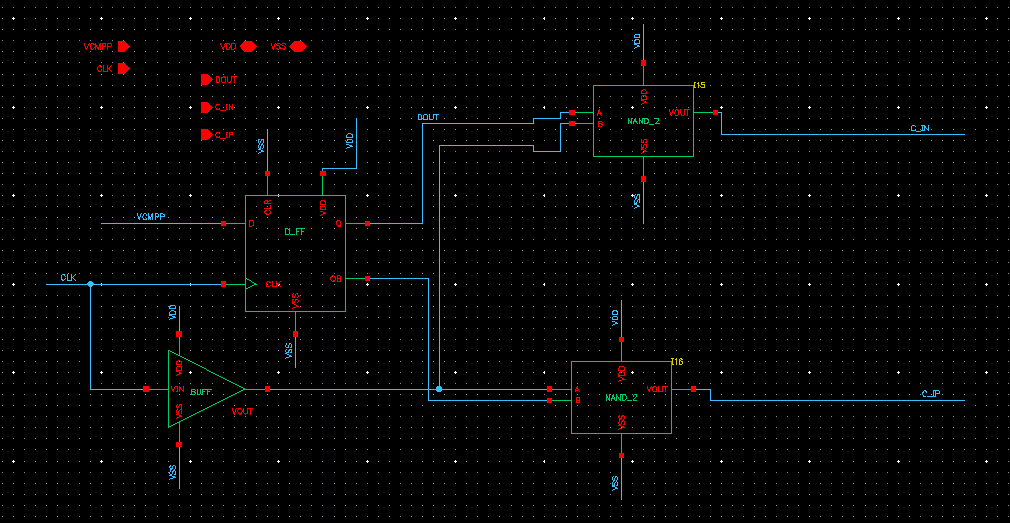 VCMPP
CLK
VDD
VSS
DOUT
C_IN
C_IP
VDD
I15
VDD
A
B
NAND_2
VOUT
VSS
VSS
C_IN
DOUT
VSS
VDD
CLR
VDD
VCMPP
D
Q
D_FF
CLK
CLK
QB
VSS
VSS
VDD
VDD
VIN
BUFF
VSS
VOUT
VSS
VDD
I16
VDD
A
B
NAND_2
VOUT
VSS
VSS
C_IP